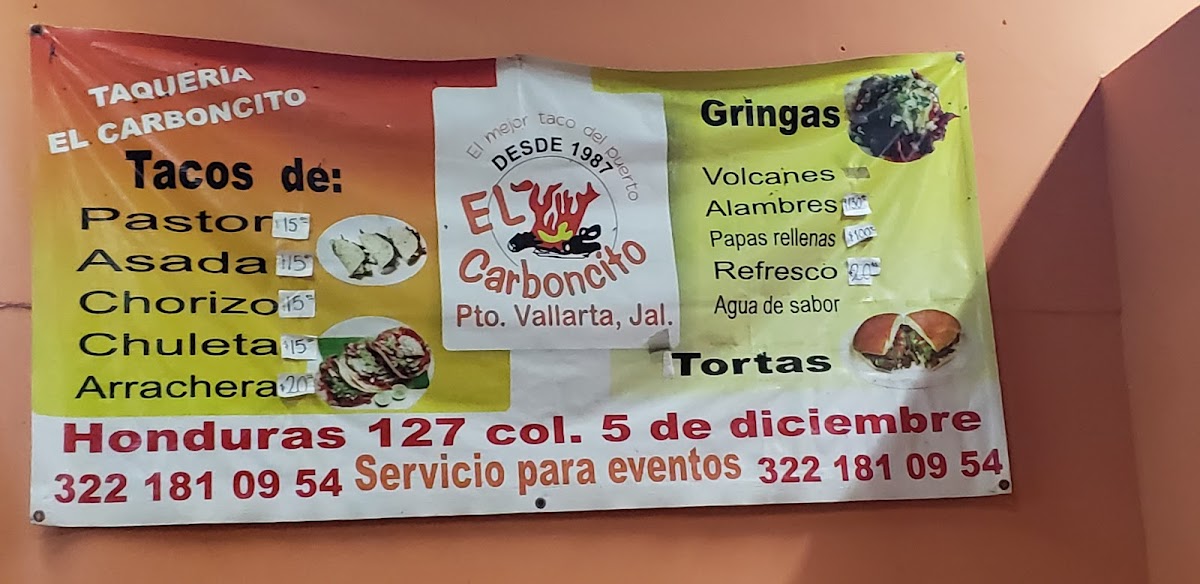 TAQUERÍA
EL CARBONCITO
Tacos de:
Pastor $15
Asada $15
Chorizo $15
Chuleta $15
Arrachera $20
El mejor taco del puerto
DESDE 1987
EL
Carboncito
Pto. Vallarta, Jal.
Gringas
Volcanes
Alambres
Papas rellenas $100
Refresco 20
Agua de sabor
Tortas
Honduras 127 col. 5 de diciembre
322 181 09 54 Servicio para eventos 322 181 09 54